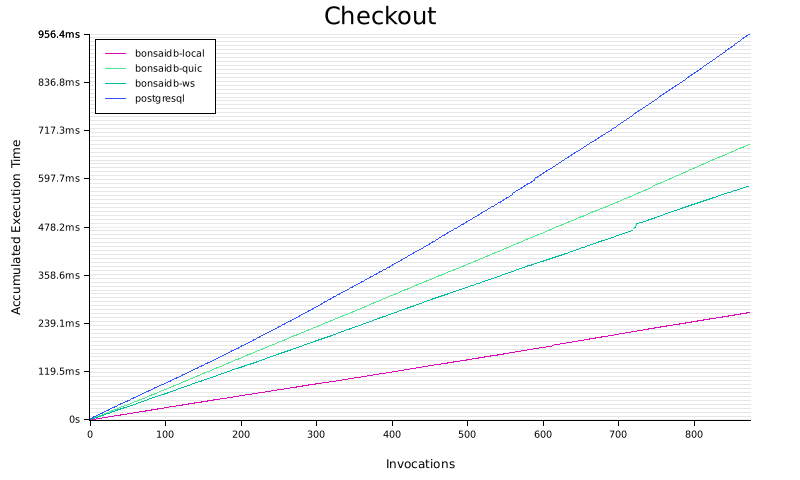 Checkout
956.4ms
836.8ms
717.3ms
597.7ms
478.2ms
358.6ms
239.1ms
119.5ms
0s
Accumulated Execution Time
bonsaidb-local
bonsaidb-quic
bonsaidb-ws
postgresql
0 100 200 300 400 500 600 700 800
Invocations